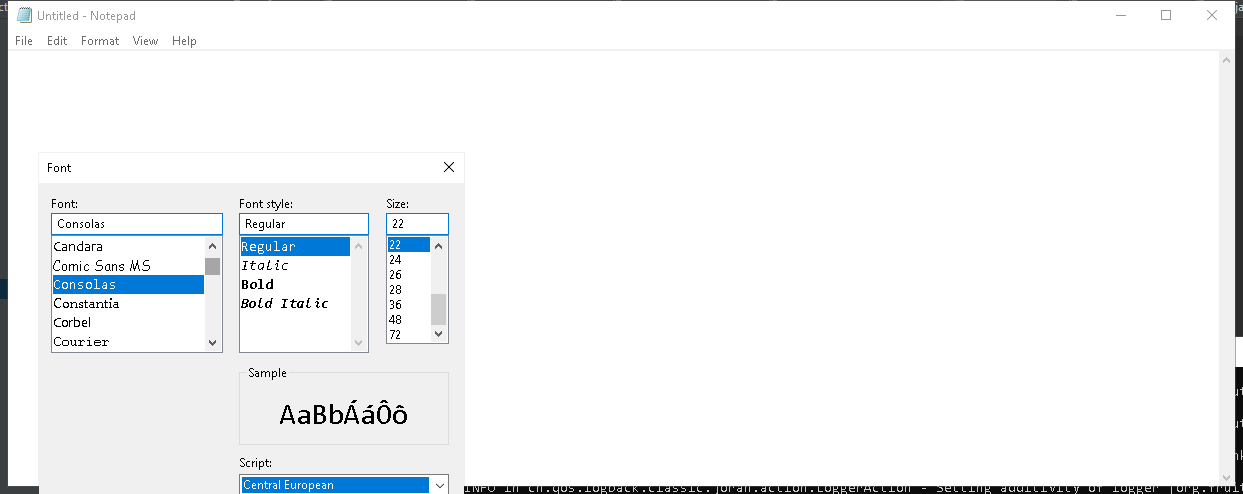 Untitled - Notepad
File Edit Format View Help
Font
Font: Font style: Size:
Consolas Regular 22
Candara Regular 22
Comic Sans MS Italic 24
Consolas Bold 26
Constantia Bold Italic 28
Corbel 36
Courier 48
72
Sample
AaBbÁáÔô
Script:
Central European
INFO in ch.qos.logback.classic.joran.action.LoggerAction - Setting additivity of logger